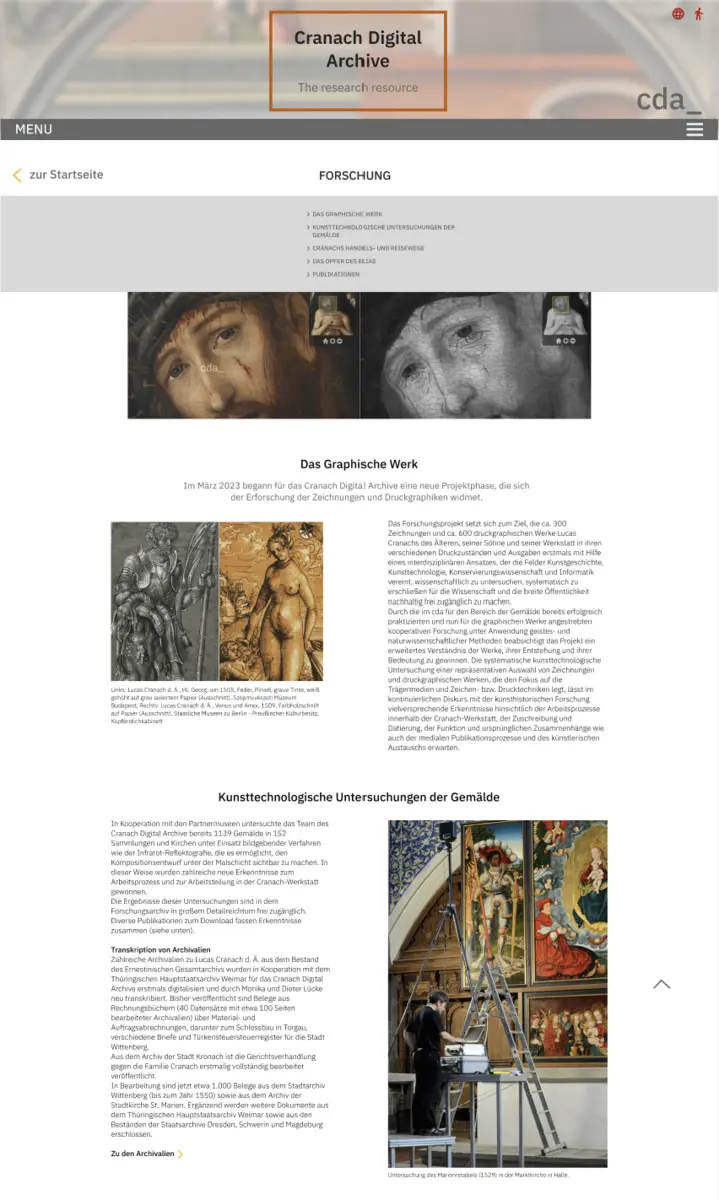 Cranach Digital
Archive
The research resource
cda_
MENU
zur Startseite
FORSCHUNG
DAS GRAPHISCHE WERK
KUNSTTECHNOLOGISCHE UNTERSUCHUNGEN DER
GEMÄLDE
CRANACHS HANDELS- UND REISEWEGE
DAS OPFER DES ELIAS
PUBLIKATIONEN
cda_
Das Graphische Werk
Im März 2023 begann für das Cranach Digital Archive eine neue Projektphase, die sich
der Erforschung der Zeichnungen und Druckgraphiken widmet.
Links: Lucas Cranach d. Ä., Hl. Georg, um 1505, Feder, Pinsel, graue Tinte, weiß
gehöht auf grau laviertem Papier (Ausschnitt), Szépművészeti Múzeum
Budapest; Rechts: Lucas Cranach d. Ä., Venus und Amor, 1509, Farbholzschnitt
auf Papier (Ausschnitt), Staatliche Museen zu Berlin - Preußischer Kulturbesitz,
Kupferstichkabinett
Das Forschungsprojekt setzt sich zum Ziel, die ca. 300
Zeichnungen und ca. 600 druckgraphischen Werke Lucas
Cranachs des Älteren, seiner Söhne und seiner Werkstatt in ihren
verschiedenen Druckzuständen und Ausgaben erstmals mit Hilfe
eines interdisziplinären Ansatzes, der die Felder Kunstgeschichte,
Kunsttechnologie, Konservierungswissenschaft und Informatik
vereint, wissenschaftlich zu untersuchen, systematisch zu
erschließen für die Wissenschaft und die breite Öffentlichkeit
nachhaltig frei zugänglich zu machen.
Durch die im cda für den Bereich der Gemälde bereits erfolgreich
praktizierten und nun für die graphischen Werke angestrebten
kooperativen Forschung unter Anwendung geistes- und
naturwissenschaftlicher Methoden beabsichtigt das Projekt ein
erweitertes Verständnis der Werke, ihrer Entstehung und ihrer
Bedeutung zu gewinnen. Die systematische kunsttechnologische
Untersuchung einer repräsentativen Auswahl von Zeichnungen
und druckgraphischen Werken, die den Fokus auf die
Trägermedien und Zeichen- bzw. Drucktechniken legt, lässt im
kontinuierlichen Diskurs mit der kunsthistorischen Forschung
vielversprechende Erkenntnisse hinsichtlich der Arbeitsprozesse
innerhalb der Cranach-Werkstatt, der Zuschreibung und
Datierung, der Funktion und ursprünglichen Zusammenhänge wie
auch der medialen Publikationsprozesse und des künstlerischen
Austauschs erwarten.
Kunsttechnologische Untersuchungen der Gemälde
In Kooperation mit den Partnermuseen untersuchte das Team des
Cranach Digital Archive bereits 1139 Gemälde in 152
Sammlungen und Kirchen unter Einsatz bildgebender Verfahren
wie der Infrarot-Reflektografie, die es ermöglicht, den
Kompositionsentwurf unter der Malschicht sichtbar zu machen. In
dieser Weise wurden zahlreiche neue Erkenntnisse zum
Arbeitsprozess und zur Arbeitsteilung in der Cranach-Werkstatt
gewonnen.
Die Ergebnisse dieser Untersuchungen sind in dem
Forschungsarchiv in großem Detailreichtum frei zugänglich.
Diverse Publikationen zum Download fassen Erkenntnisse
zusammen (siehe unten).
Transkription von Archivalien
Zahlreiche Archivalien zu Lucas Cranach d. Ä. aus dem Bestand
des Ernestinischen Gesamtarchivs wurden in Kooperation mit dem
Thüringischen Hauptstaatsarchiv Weimar für das Cranach Digital
Archive erstmals digitalisiert und durch Monika und Dieter Lücke
neu transkribiert. Bisher veröffentlicht sind Belege aus
Rechnungsbüchern (40 Datensätze mit etwa 100 Seiten
bearbeiteter Archivalien) über Material- und
Auftragsabrechnungen, darunter zum Schlossbau in Torgau,
verschiedene Briefe und Türkensteuersteuerregister für die Stadt
Wittenberg.
Aus dem Archiv der Stadt Kronach ist die Gerichtsverhandlung
gegen die Familie Cranach erstmalig vollständig bearbeitet
veröffentlicht.
In Bearbeitung sind jetzt etwa 1.000 Belege aus dem Stadtarchiv
Wittenberg (bis zum Jahr 1550) sowie aus dem Archiv der
Stadtkirche St. Marien. Ergänzend werden weitere Dokumente aus
dem Thüringischen Hauptstaatsarchiv Weimar sowie aus den
Beständen der Staatsarchive Dresden, Schwerin und Magdeburg
erschlossen.
Zu den Archivalien
Untersuchung des Marienretabels (1529) in der Marktkirche in Halle.